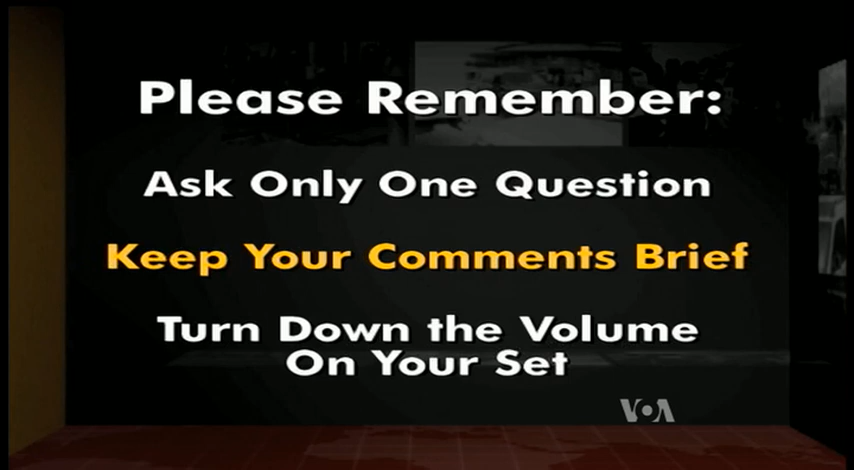 Please Remember:
Ask Only One Question
Keep Your Comments Brief
Turn Down the Volume
On Your Set
VOA